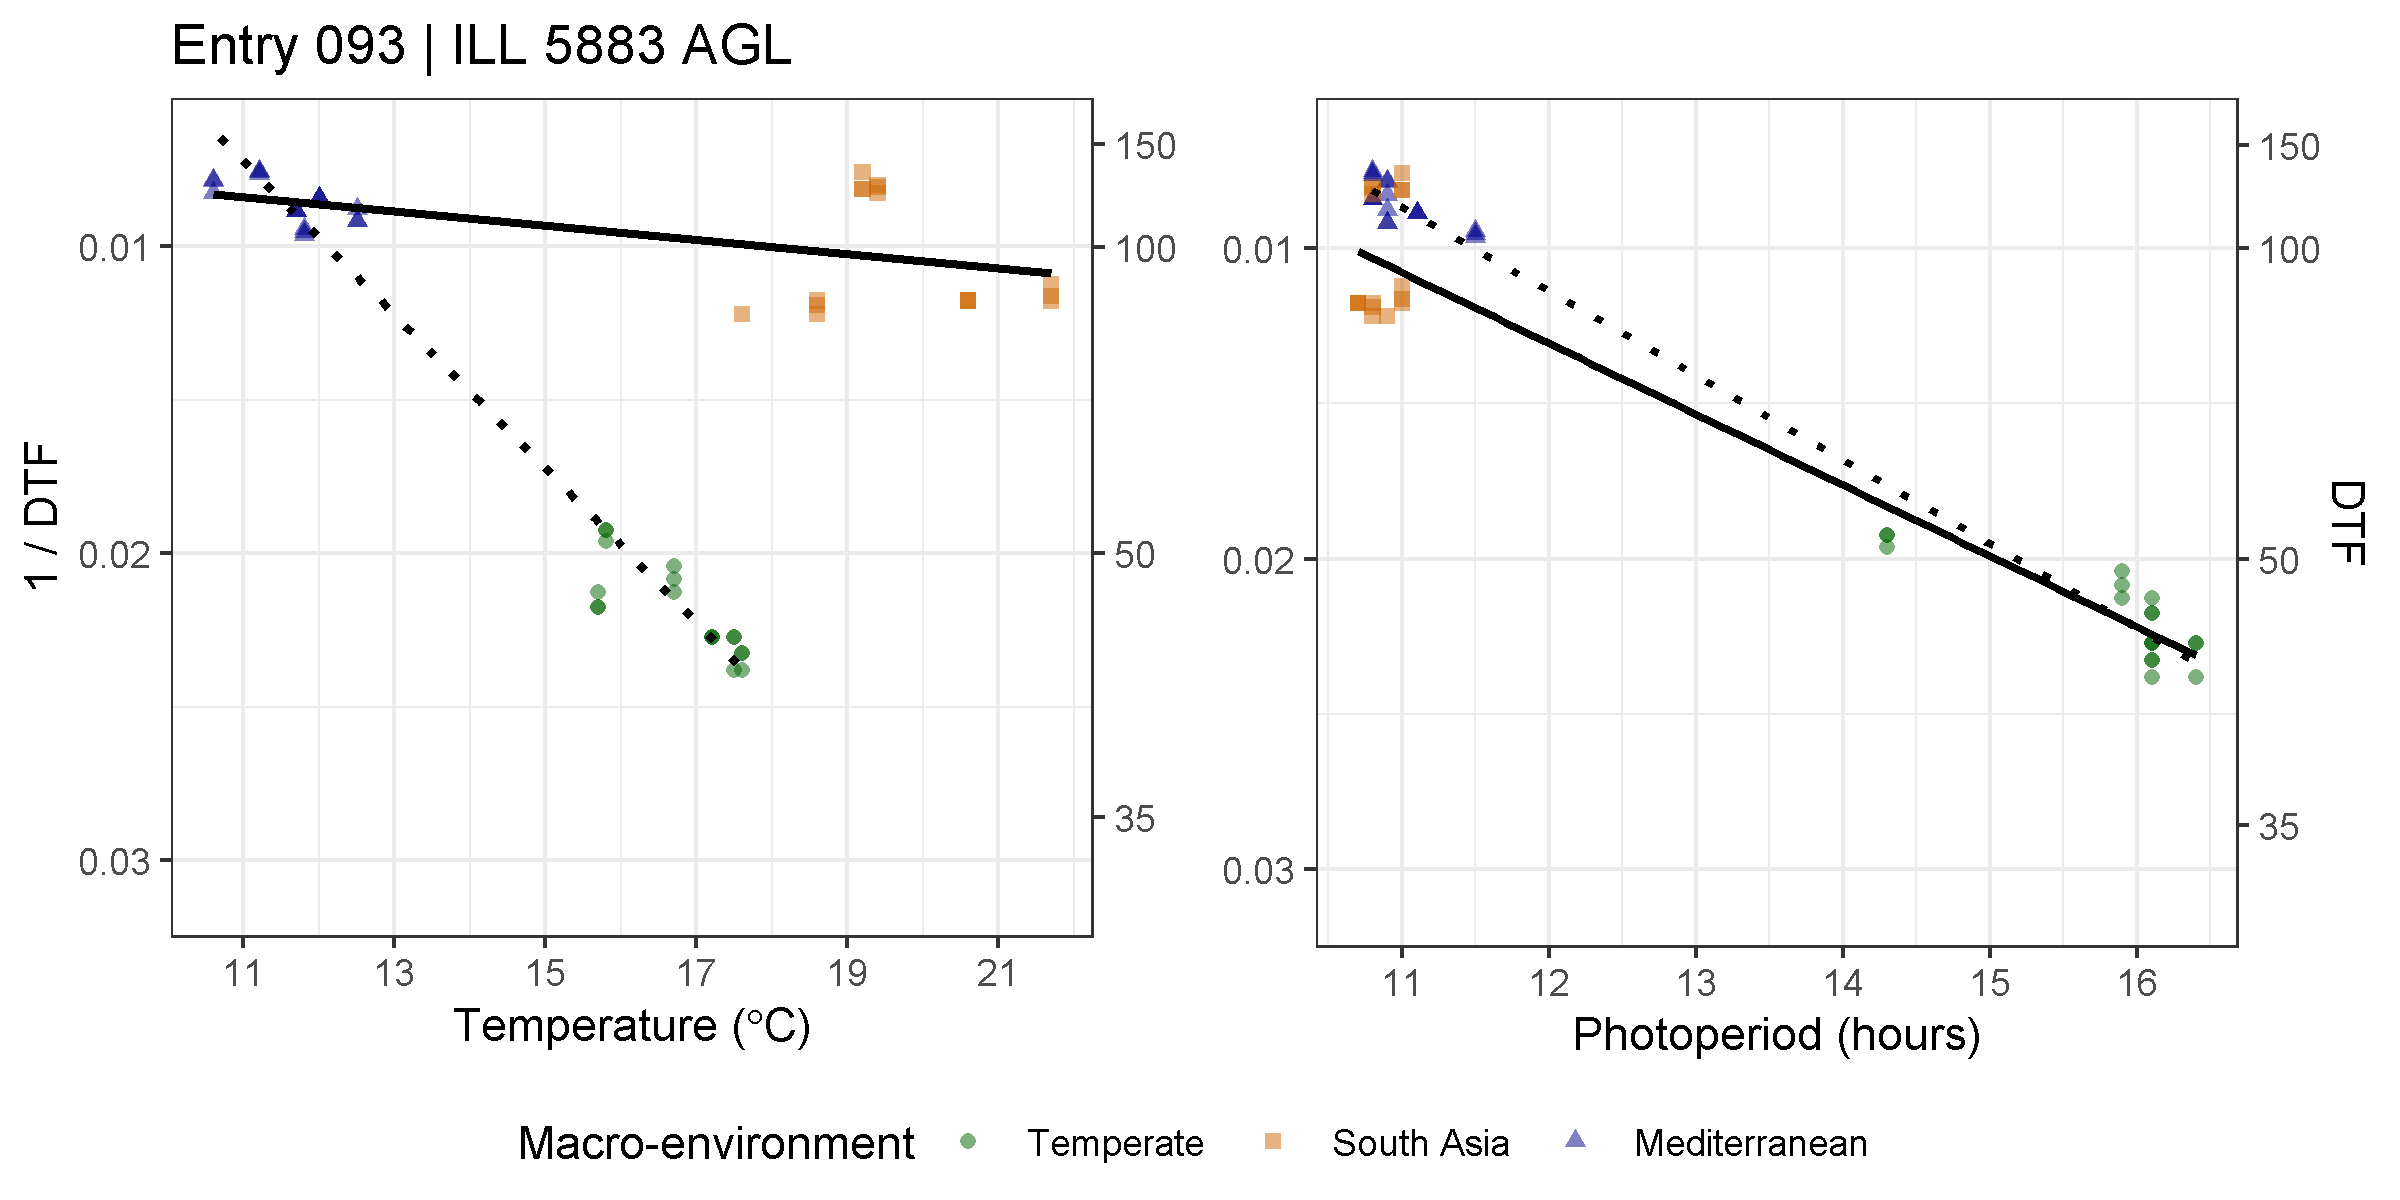 Entry 093 | ILL 5883 AGL
1 / DTF
0.01
0.02
0.03
150
100
50
35
11 13 15 17 19 21
Temperature (°C)
0.01
0.02
0.03
150
100
50
35
DTF
11 12 13 14 15 16
Photoperiod (hours)
Macro-environment Temperate South Asia Mediterranean